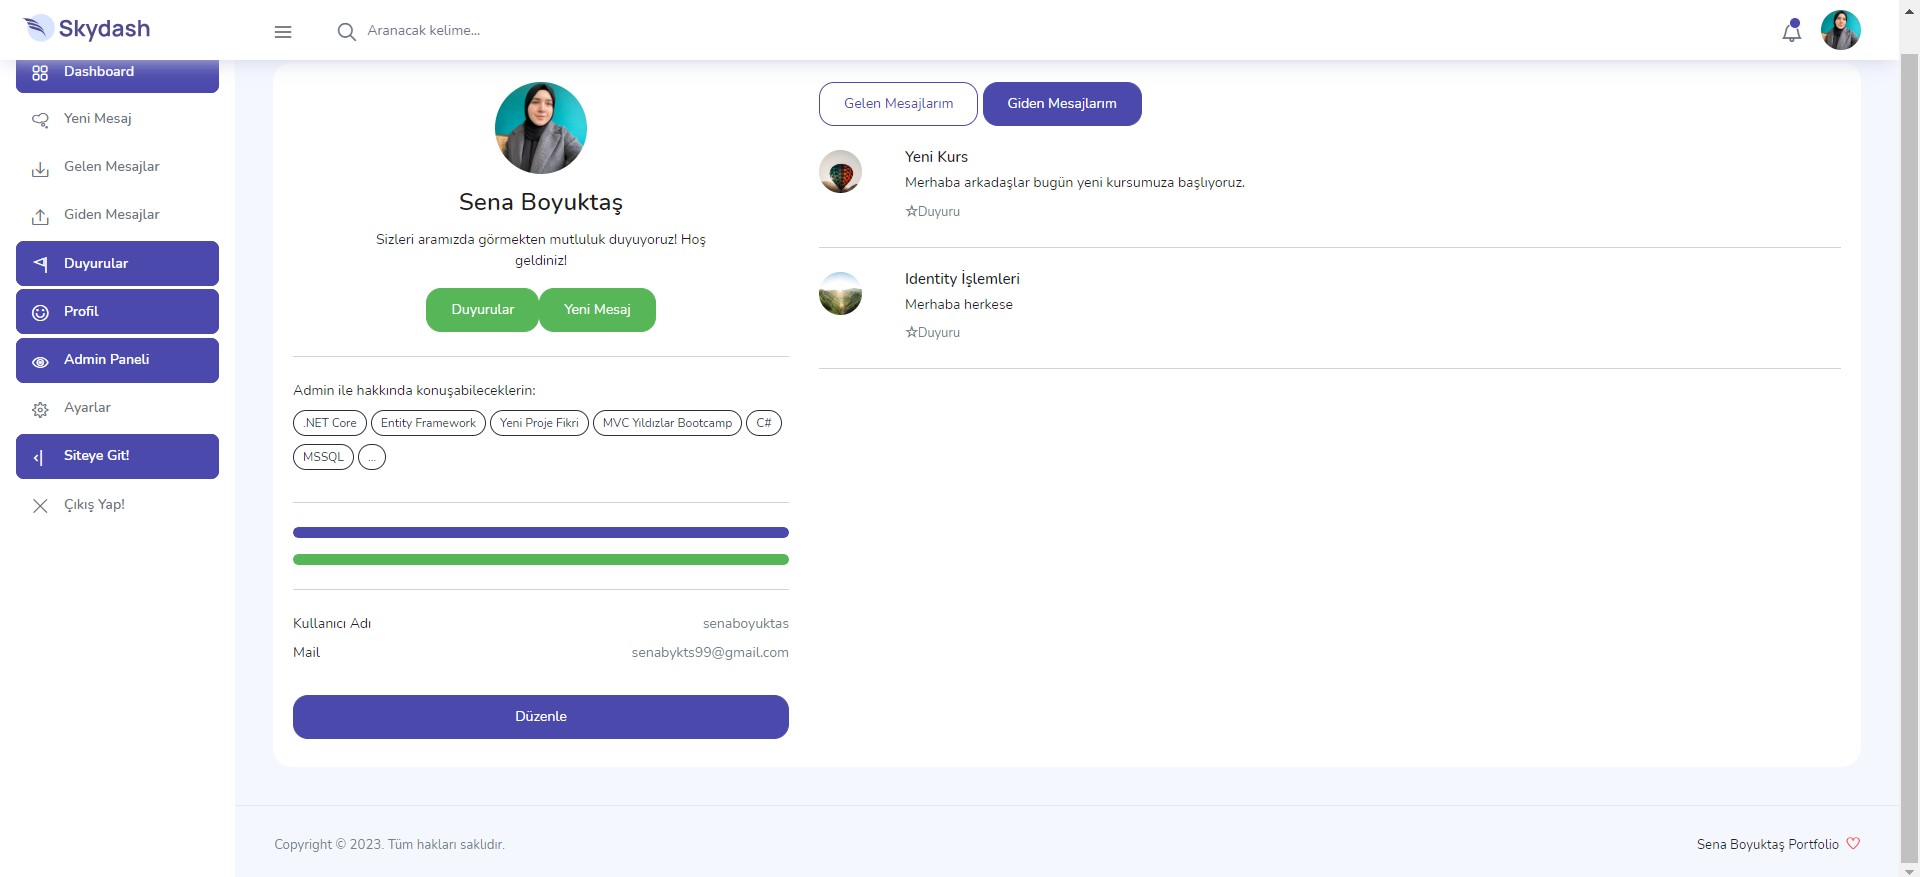 Skydash
Aranacak kelime...
Dashboard
Yeni Mesaj
Gelen Mesajlar
Giden Mesajlar
Duyurular
Profil
Admin Paneli
Ayarlar
Siteye Git!
Çıkış Yap!
Sena Boyuktaş
Sizleri aramızda görmekten mutluluk duyuyoruz! Hoş
geldiniz!
Duyurular Yeni Mesaj
Admin ile hakkında konuşabileceklerin:
.NET Core Entity Framework Yeni Proje Fikri MVC Yıldızlar Bootcamp C#
MSSQL ...
Kullanıcı Adı senaboyuktas
Mail senabykts99@gmail.com
Düzenle
Gelen Mesajlarım Giden Mesajlarım
Yeni Kurs
Merhaba arkadaşlar bugün yeni kursumuza başlıyoruz.
☆Duyuru
Identity İşlemleri
Merhaba herkese
☆Duyuru
Copyright © 2023. Tüm hakları saklıdır.
Sena Boyuktaş Portfolio ♡